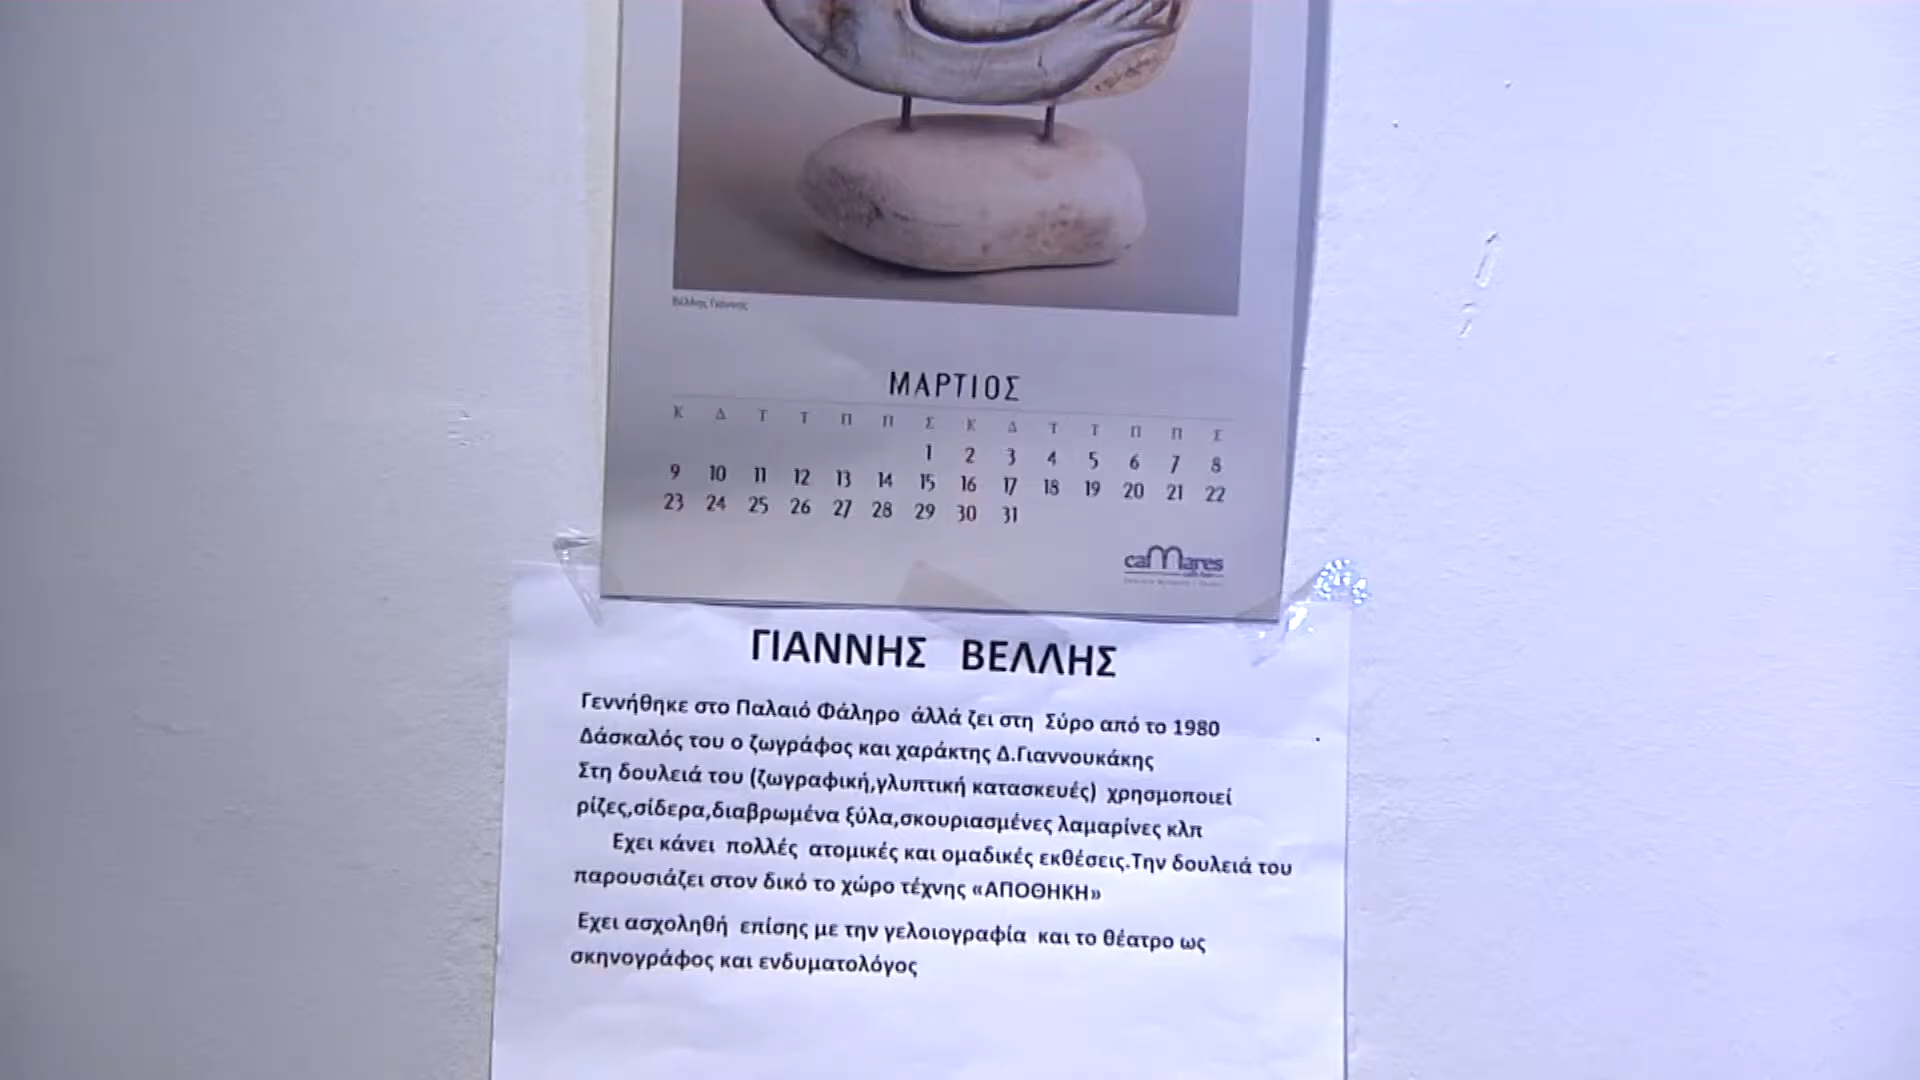 Βέλλης Γιάννης
ΜΑΡΤΙΟΣ
Κ Δ Τ Τ Π Π Σ Κ Δ Τ Τ Π Π Σ
1 2 3 4 5 6 7 8
9 10 11 12 13 14 15 16 17 18 19 20 21 22
23 24 25 26 27 28 29 30 31
caMares
ΓΙΑΝΝΗΣ ΒΕΛΛΗΣ
Γεννήθηκε στο Παλαιό Φάληρο άλλά ζει στη Σύρο από το 1980
Δάσκαλός του ο ζωγράφος και χαράκτης Δ.Γιαννουκάκης
Στη δουλειά του (ζωγραφική,γλυπτική κατασκευές) χρησμοποιεί
ρίζες,σίδερα,διαβρωμένα ξύλα,σκουριασμένες λαμαρίνες κλπ
Εχει κάνει πολλές ατομικές και ομαδικές εκθέσεις.Την δουλειά του
παρουσιάζει στον δικό το χώρο τέχνης «ΑΠΟΘΗΚΗ»
Εχει ασχοληθή επίσης με την γελοιογραφία και το θέατρο ως
σκηνογράφος και ενδυματολόγος